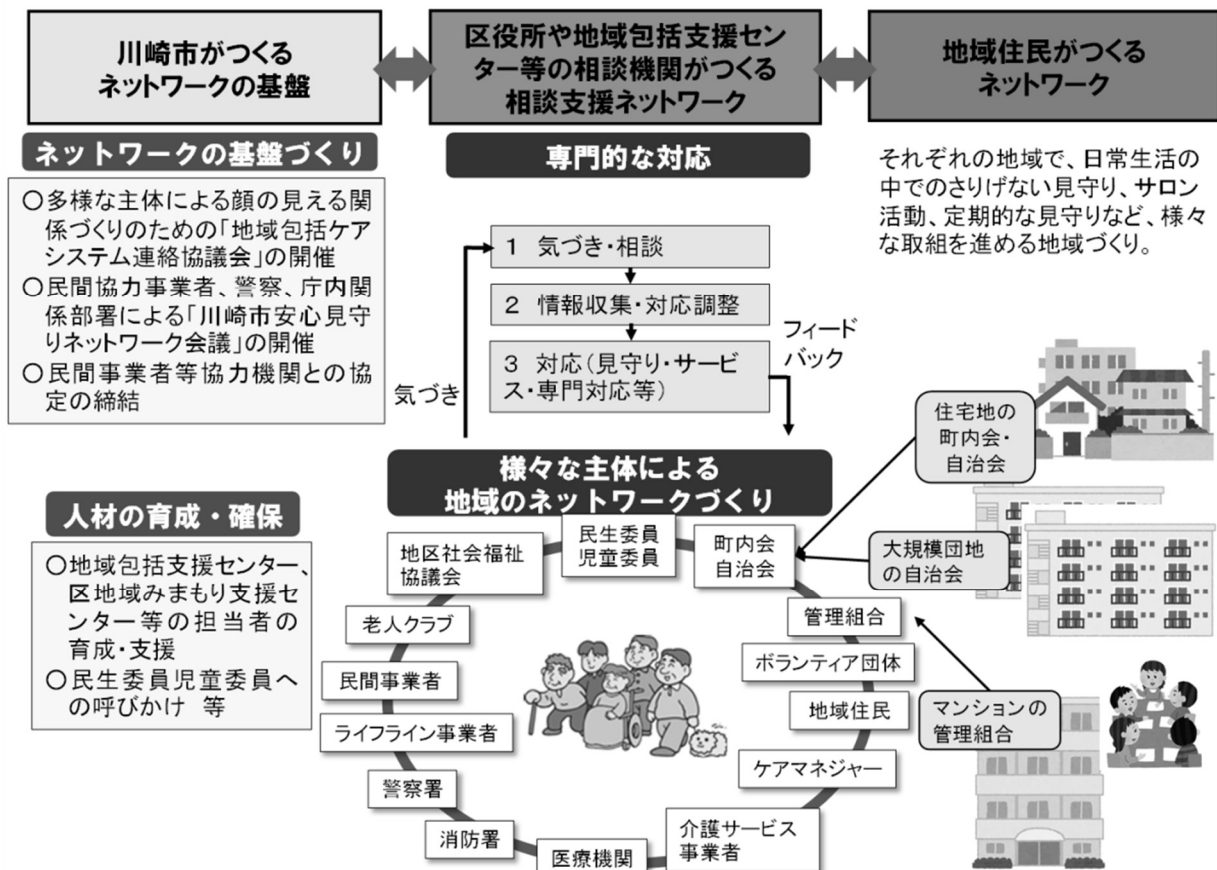 川崎市がつくる
ネットワークの基盤
区役所や地域包括支援セン
ター等の相談機関がつくる
相談支援ネットワーク
地域住民がつくる
ネットワーク
ネットワークの基盤づくり
○多様な主体による顔の見える関
係づくりのための「地域包括ケア
システム連絡協議会」の開催
○民間協力事業者、警察、庁内関
係部署による「川崎市安心見守
りネットワーク会議」の開催
○民間事業者等協力機関との協
定の締結
専門的な対応
1 気づき・相談
2 情報収集・対応調整
3 対応(見守り・サービ
ス・専門対応等)
気づき
フィード
バック
それぞれの地域で、日常生活の
中でのさりげない見守り、サロン
活動、定期的な見守りなど、様々
な取組を進める地域づくり。
人材の育成・確保
○地域包括支援センター、
区地域みまもり支援セ
ンター等の担当者の
育成・支援
○民生委員児童委員へ
の呼びかけ 等
様々な主体による
地域のネットワークづくり
民生委員
児童委員
町内会
自治会
管理組合
ボランティア団体
地域住民
ケアマネジャー
介護サービス
事業者
医療機関
消防署
警察署
ライフライン事業者
民間事業者
老人クラブ
地区社会福祉
協議会
住宅地の
町内会・
自治会
大規模団地
の自治会
マンションの
管理組合